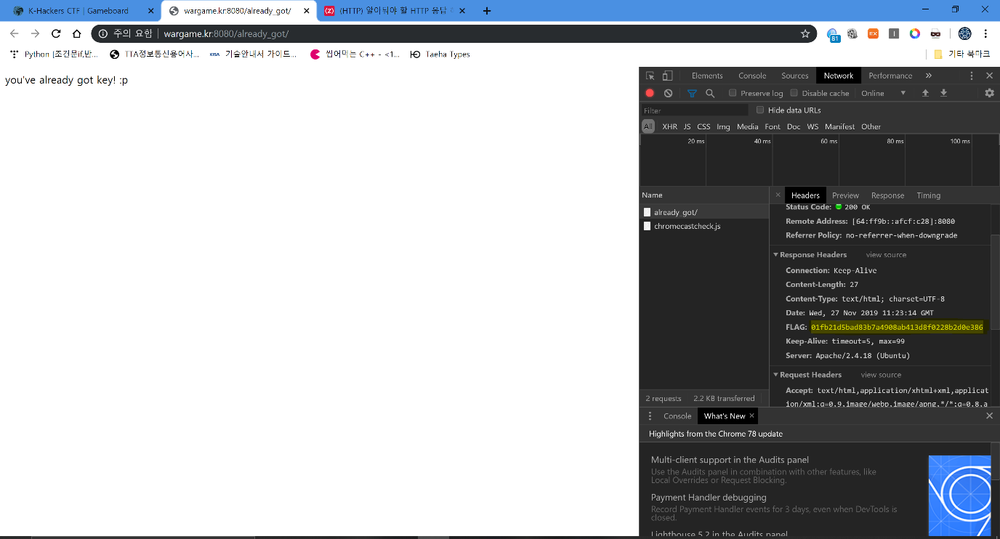 K-Hackers CTF | Gameboard
wargame.kr:8080/already_got/
(HTTP) 알아둬야 할 HTTP 응답
주의 요함
wargame.kr:8080/already_got/
81
EX
Python [조건문if,반...
TTA정보통신용어사...
KISA
기술안내서 가이드...
씹어먹는 C++ - <1...
Taeha Types
기타 북마크
you've already got key! :p
Elements Console Sources Network Performance »
Preserve log Disable cache Online
Filter
Hide data URLs
All XHR JS CSS Img Media Font Doc WS Manifest Other
20 ms 40 ms 60 ms 80 ms 100 ms
Name
already_got/
chromecastcheck.js
2 requests 2.2 KB transferred
Headers Preview Response Timing
Status Code: 200 OK
Remote Address: [64:ff9b::afcf:c28]:8080
Referrer Policy: no-referrer-when-downgrade
Response Headers view source
Connection: Keep-Alive
Content-Length: 27
Content-Type: text/html; charset=UTF-8
Date: Wed, 27 Nov 2019 11:23:14 GMT
FLAG: 01fb21d5bad83b7a4908ab413d8f0228b2d0e386
Keep-Alive: timeout=5, max=99
Server: Apache/2.4.18 (Ubuntu)
Request Headers view source
Accept: text/html,application/xhtml+xml,applicat
ion/xml;q=0.9,image/webp,image/apng,*/*;q=0.8,a
Console What's New
Highlights from the Chrome 78 update
Multi-client support in the Audits panel
Use the Audits panel in combination with other features, like
Local Overrides or Request Blocking.
Payment Handler debugging
Record Payment Handler events for 3 days, even when DevTools is
closed.
Lighthouse 5.2 in the Audits panel